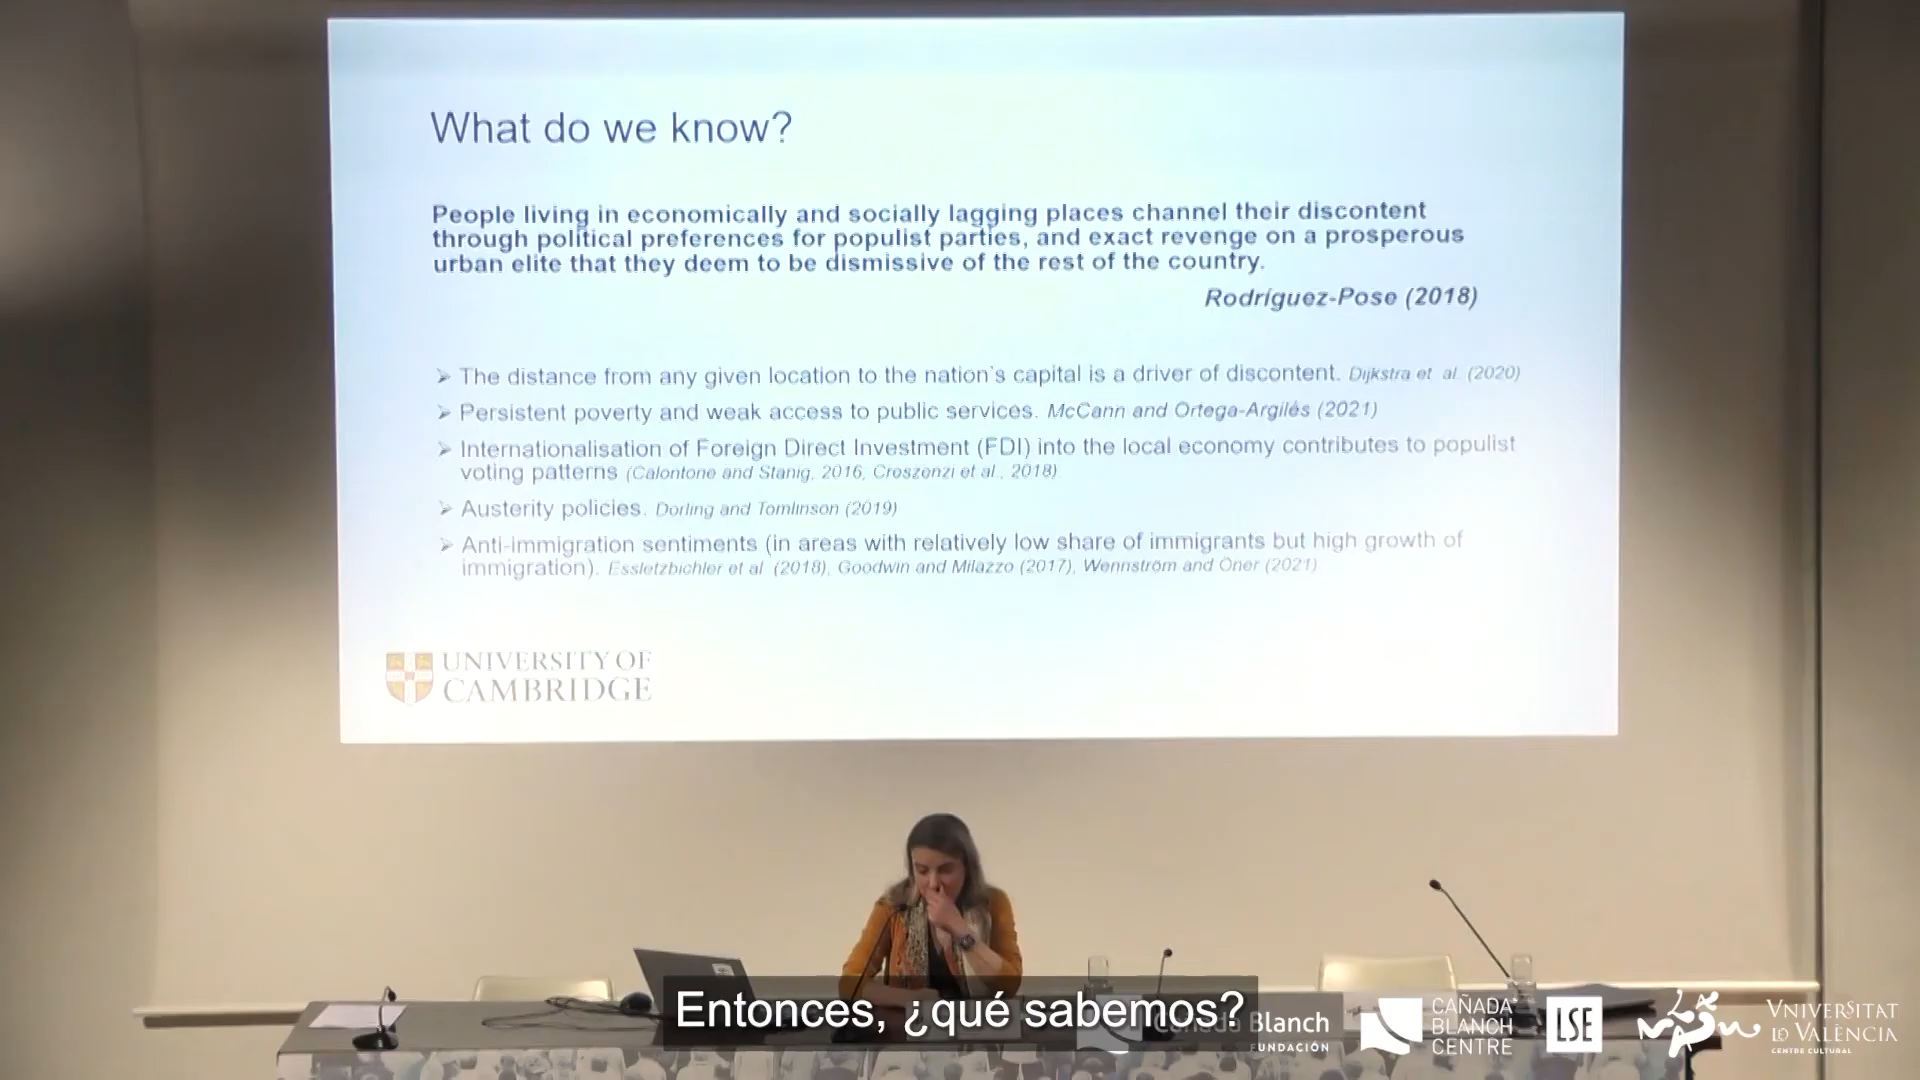 What do we know?
People living in economically and socially lagging places channel their discontent
through political preferences for populist parties, and exact revenge on a prosperous
urban elite that they deem to be dismissive of the rest of the country.
Rodríguez-Pose (2018)
➢ The distance from any given location to the nation's capital is a driver of discontent. Dijkstra et al. (2020)
➢ Persistent poverty and weak access to public services. McCann and Ortega-Argilés (2021)
➢ Internationalisation of Foreign Direct Investment (FDI) into the local economy contributes to populist
voting patterns (Calontone and Stanig, 2016, Croszenzi et al., 2018)
➢ Austerity policies. Dorling and Tomlinson (2019)
➢ Anti-immigration sentiments (in areas with relatively low share of immigrants but high growth of
immigration). Essletzbichler et al (2018), Goodwin and Milazzo (2017), Wennström and Öner (2021)
UNIVERSITY OF
CAMBRIDGE
Entonces, ¿qué sabemos?
Blanch
FUNDACIÓN
CAÑADA
BLANCH
CENTRE
LSE
VNIVERSITAT
ID VALÈNCIA
CENTRE CULTURAL